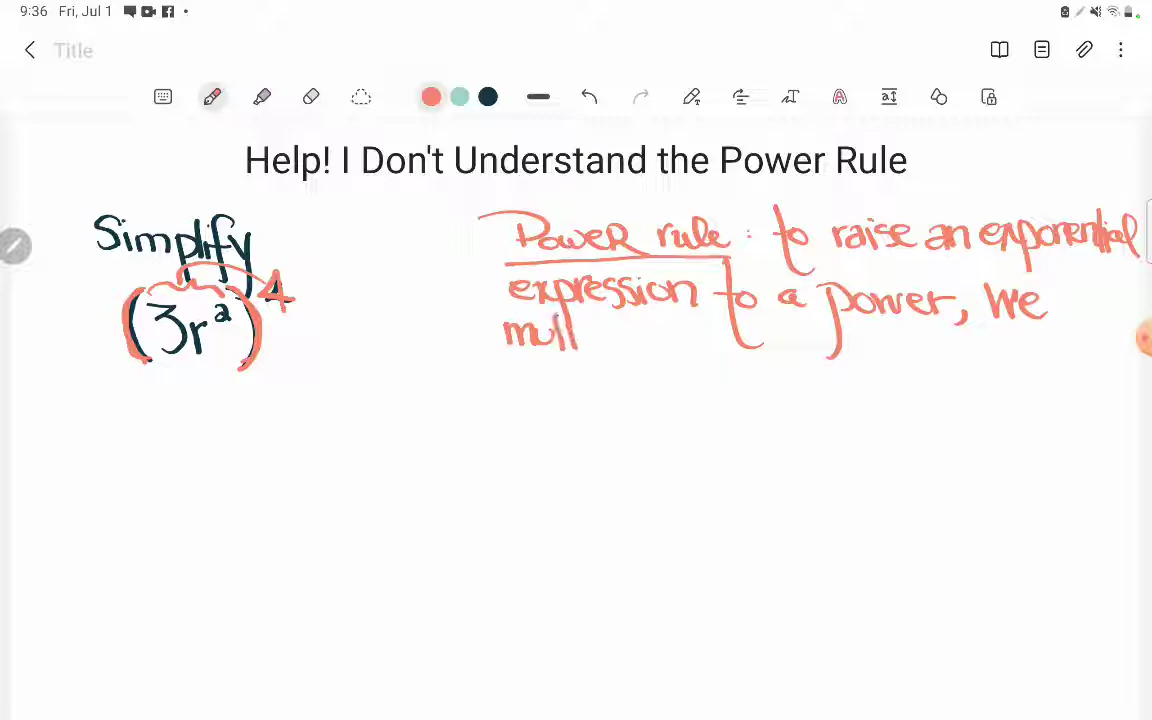 9:36 Fri, Jul 1
Title
Help! I Don't Understand the Power Rule
Simplify
(3r²)⁴
Power rule: to raise an exponential
expression to a power, we
mul